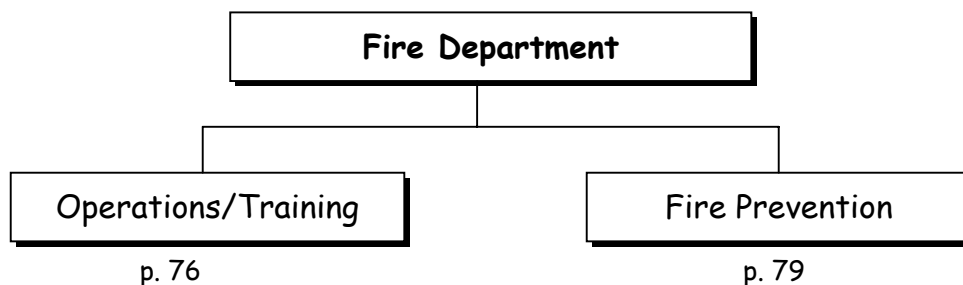 Fire Department
Operations/Training
Fire Prevention
p. 76
p. 79